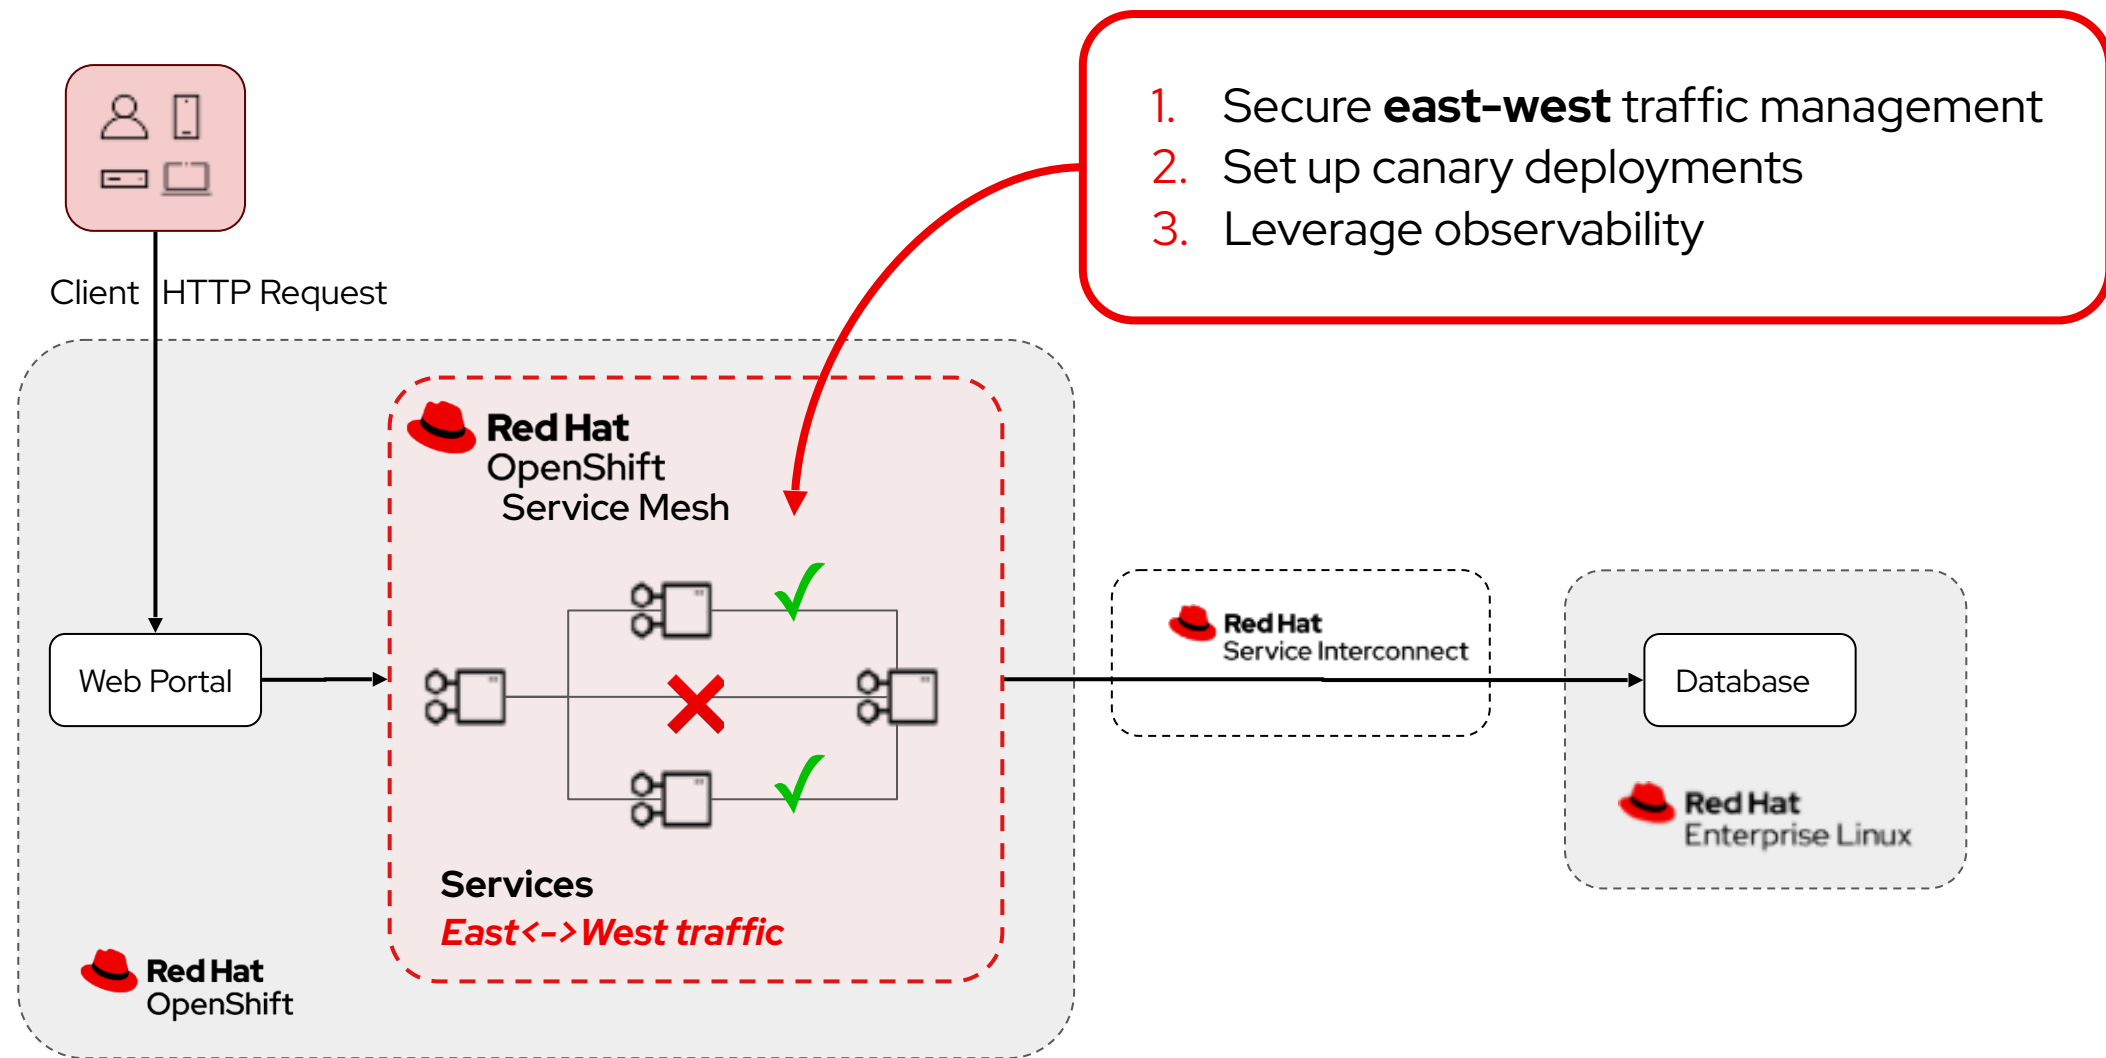 1. Secure east-west traffic management
2. Set up canary deployments
3. Leverage observability
Client HTTP Request
Red Hat
OpenShift
Service Mesh
Web Portal
Services
East<->West traffic
Red Hat
OpenShift
Red Hat
Service Interconnect
Database
Red Hat
Enterprise Linux